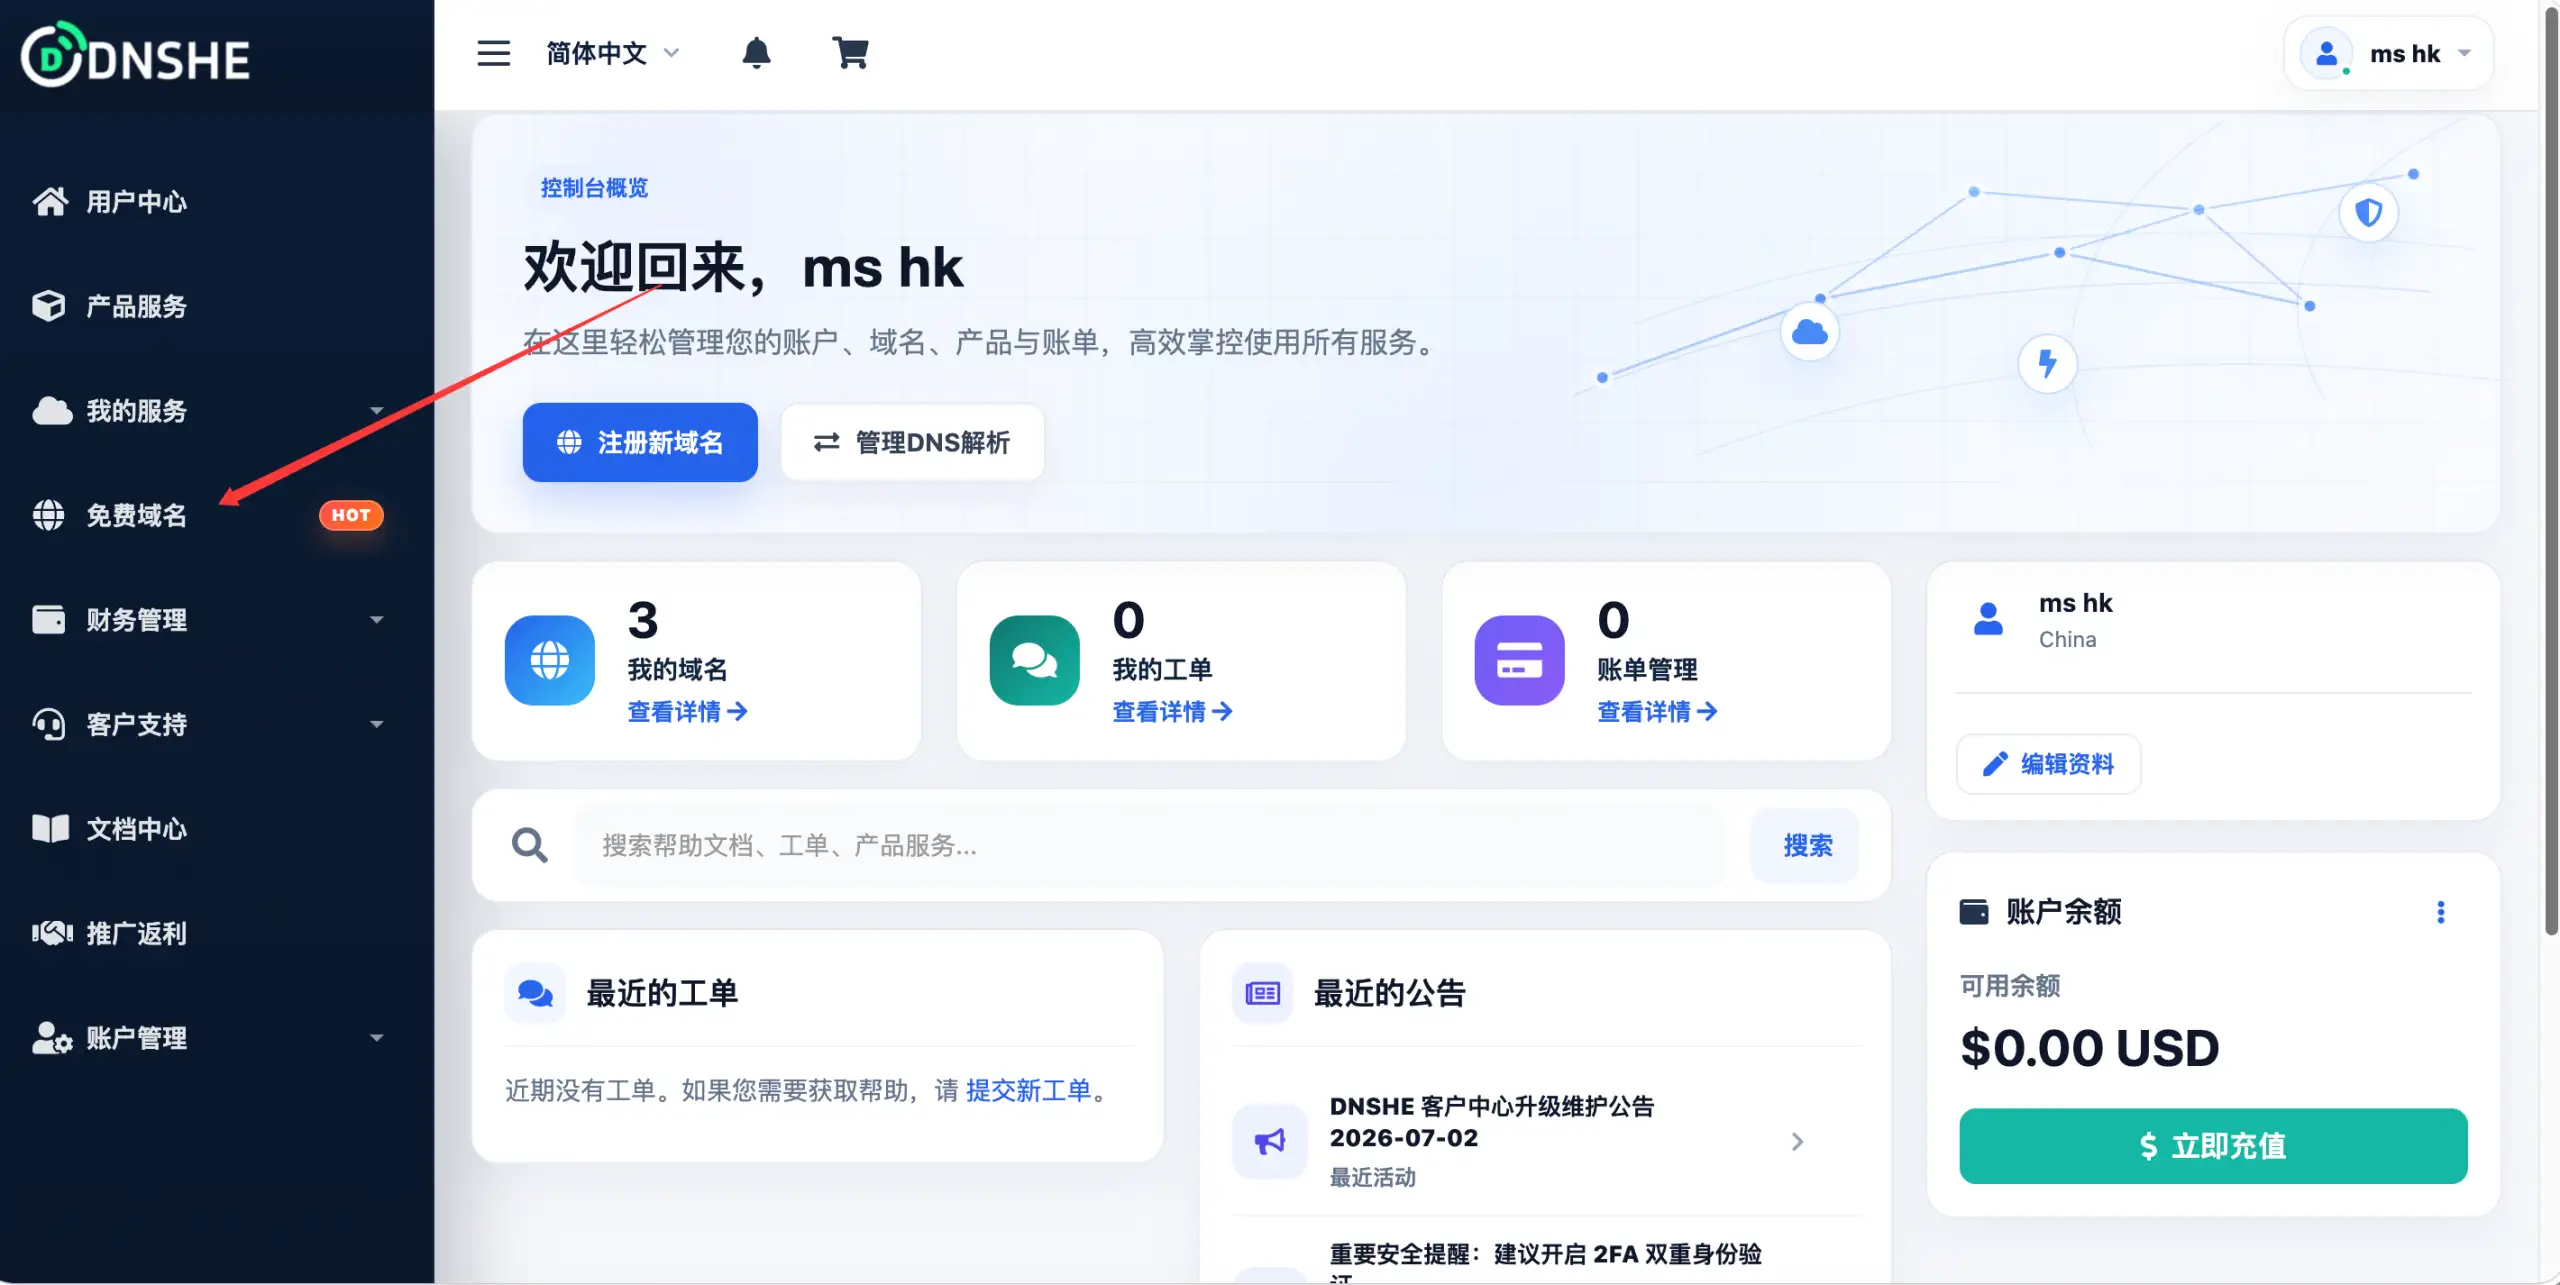 DNSHE
简体中文
ms hk
用户中心
产品服务
我的服务
免费域名 HOT
财务管理
客户支持
文档中心
推广返利
账户管理
控制台概览
欢迎回来，ms hk
在这里轻松管理您的账户、域名、产品与账单，高效掌控使用所有服务。
注册新域名
管理DNS解析
3
我的域名
查看详情
0
我的工单
查看详情
0
账单管理
查看详情
ms hk
China
编辑资料
搜索帮助文档、工单、产品服务...
搜索
账户余额
可用余额
$0.00 USD
$ 立即充值
最近的工单
近期没有工单。如果您需要获取帮助，请 提交新工单。
最近的公告
DNSHE 客户中心升级维护公告
2026-07-02
最近活动
重要安全提醒：建议开启 2FA 双重身份验
证